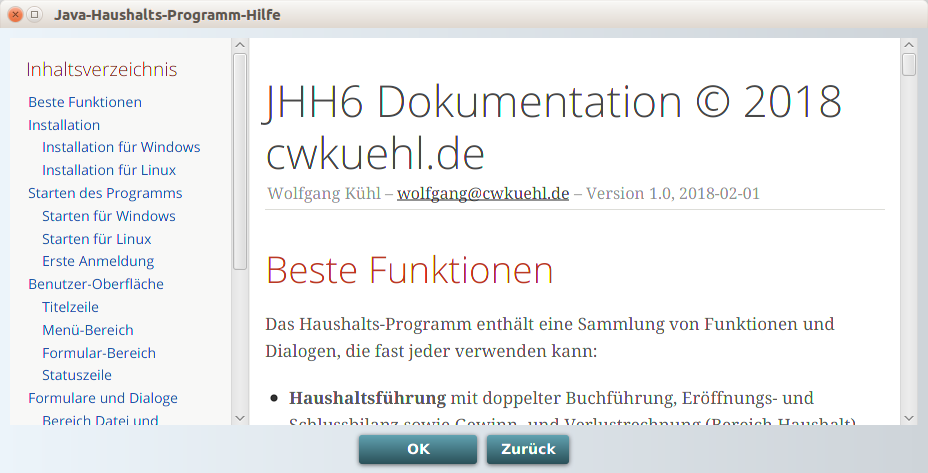 Java-Haushalts-Programm-Hilfe
Inhaltsverzeichnis
Beste Funktionen
Installation
Installation für Windows
Installation für Linux
Starten des Programms
Starten für Windows
Starten für Linux
Erste Anmeldung
Benutzer-Oberfläche
Titelzeile
Menü-Bereich
Formular-Bereich
Statuszeile
Formulare und Dialoge
Bereich Datei und
JHH6 Dokumentation © 2018
cwkuehl.de
Wolfgang Kühl – wolfgang@cwkuehl.de – Version 1.0, 2018-02-01
Beste Funktionen
Das Haushalts-Programm enthält eine Sammlung von Funktionen und
Dialogen, die fast jeder verwenden kann:
• Haushaltsführung mit doppelter Buchführung, Eröffnungs- und
Schlussbilanz sowie Gewinn- und Verlustrechnung (Bereich Haushalt)
OK
Zurück